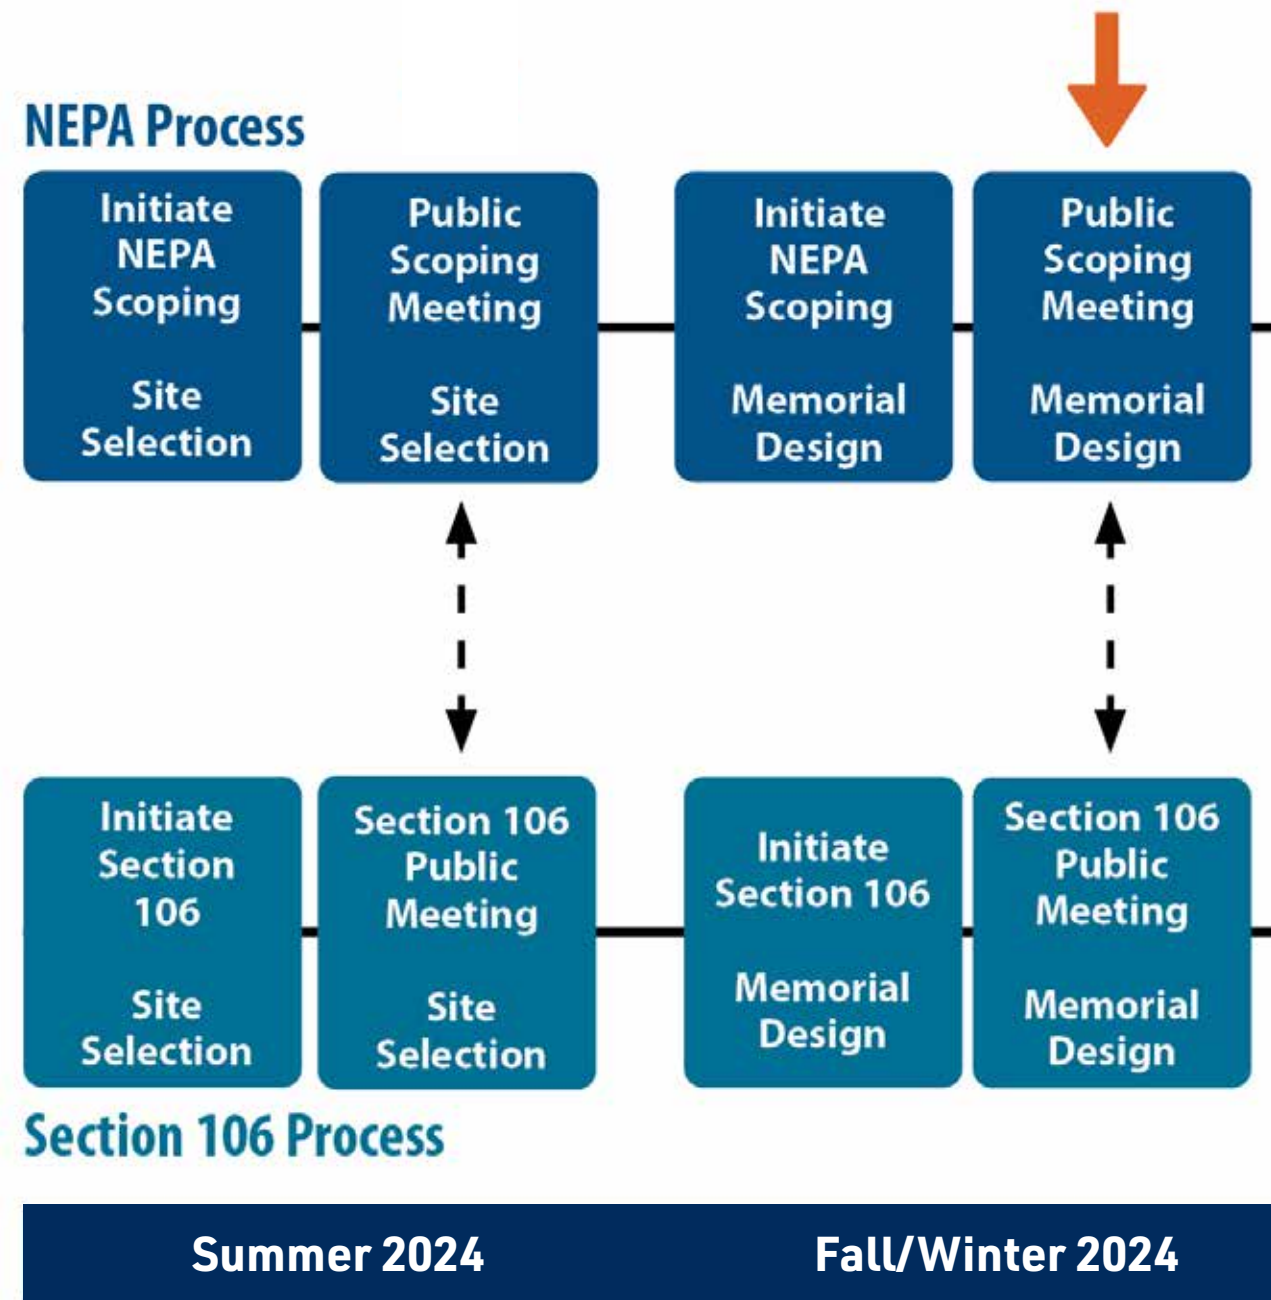 NEPA Process
Initiate
NEPA
Scoping
Site
Selection
Public
Scoping
Meeting
Site
Selection
Initiate
NEPA
Scoping
Memorial
Design
Public
Scoping
Meeting
Memorial
Design
Initiate
Section
106
Site
Selection
Section 106
Public
Meeting
Site
Selection
Initiate
Section 106
Memorial
Design
Section 106
Public
Meeting
Memorial
Design
Section 106 Process
Summer 2024
Fall/Winter 2024